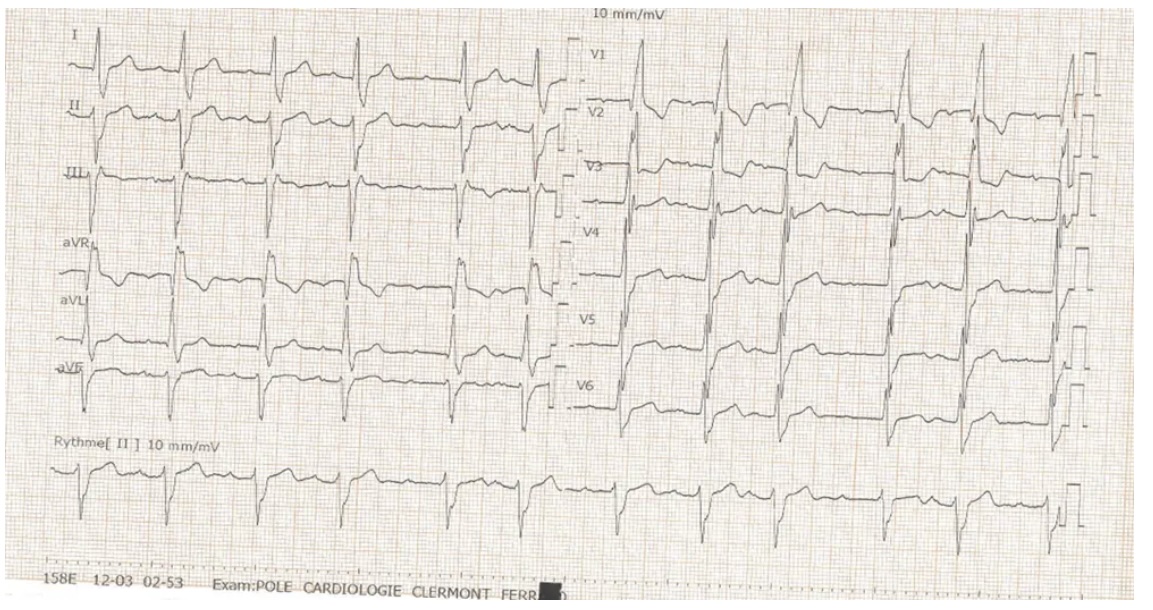 10 mm/mV
I
II
III
aVR
aVL
aVF
V1
V2
V3
V4
V5
V6
Rythme[ II ] 10 mm/mV
158E 12-03 02-53 Exam:POLE CARDIOLOGIE CLERMONT